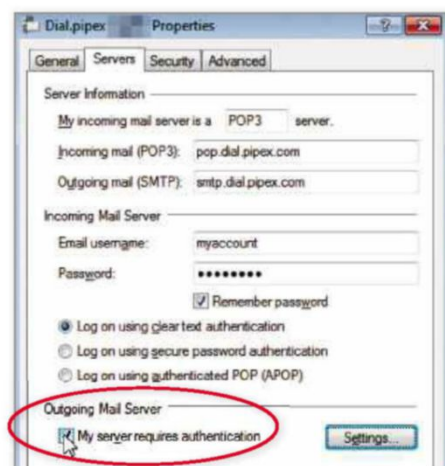 Dial.pipex Properties
General Servers Security Advanced
Server Information
My incoming mail server is a POP3 server.
Incoming mail (POP3): pop.dial.pipex.com
Outgoing mail (SMTP): smtp.dial.pipex.com
Incoming Mail Server
Email username: myaccount
Password: ••••••••
Remember password
Log on using clear text authentication
Log on using secure password authentication
Log on using authenticated POP (APOP)
Outgoing Mail Server
My server requires authentication Settings...